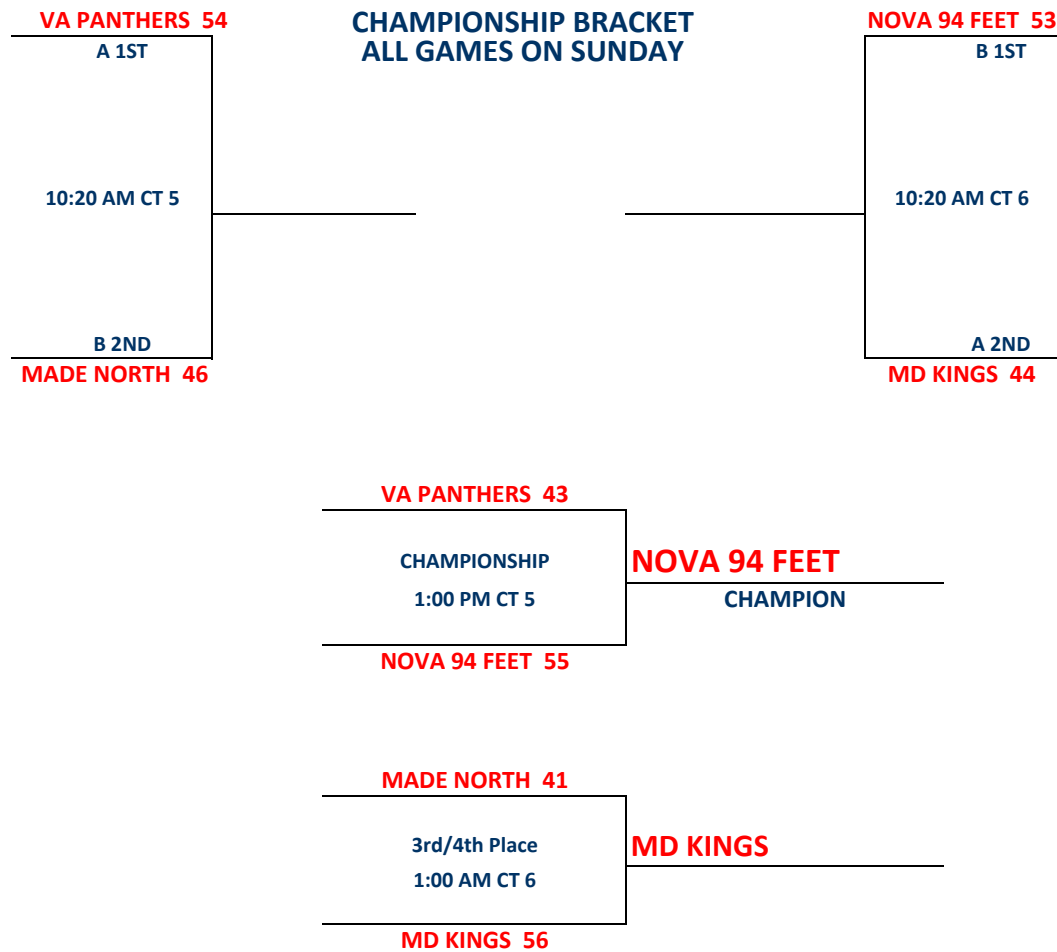 VA PANTHERS 54
CHAMPIONSHIP BRACKET
NOVA 94 FEET 53
A 1ST
ALL GAMES ON SUNDAY
B 1ST
10:20 AM CT 5
10:20 AM CT 6
B 2ND
A 2ND
MADE NORTH 46
MD KINGS 44
VA PANTHERS 43
CHAMPIONSHIP
NOVA 94 FEET
1:00 PM CT 5
CHAMPION
NOVA 94 FEET 55
MADE NORTH 41
3rd/4th Place
MD KINGS
1:00 AM CT 6
MD KINGS 56